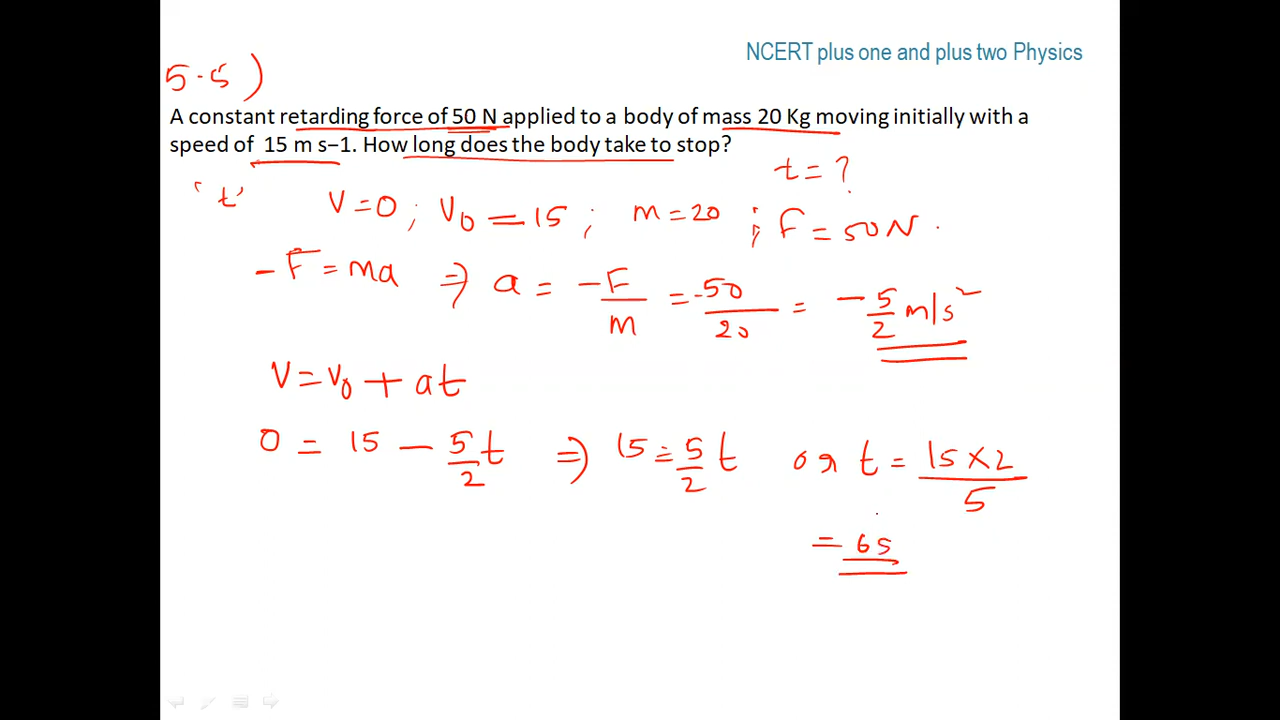 NCERT plus one and plus two Physics
5.5)
A constant retarding force of 50 N applied to a body of mass 20 Kg moving initially with a
speed of 15 m s−1. How long does the body take to stop?
t = ?
't' V = 0 ; V0 = 15 ; m = 20 ; F = 50 N .
-F = ma ⇒ a = -F/m = -50/20 = -5/2 m/s²
V = V0 + at
0 = 15 - 5/2 t ⇒ 15 = 5/2 t or t = 15 × 2/5
= 6s